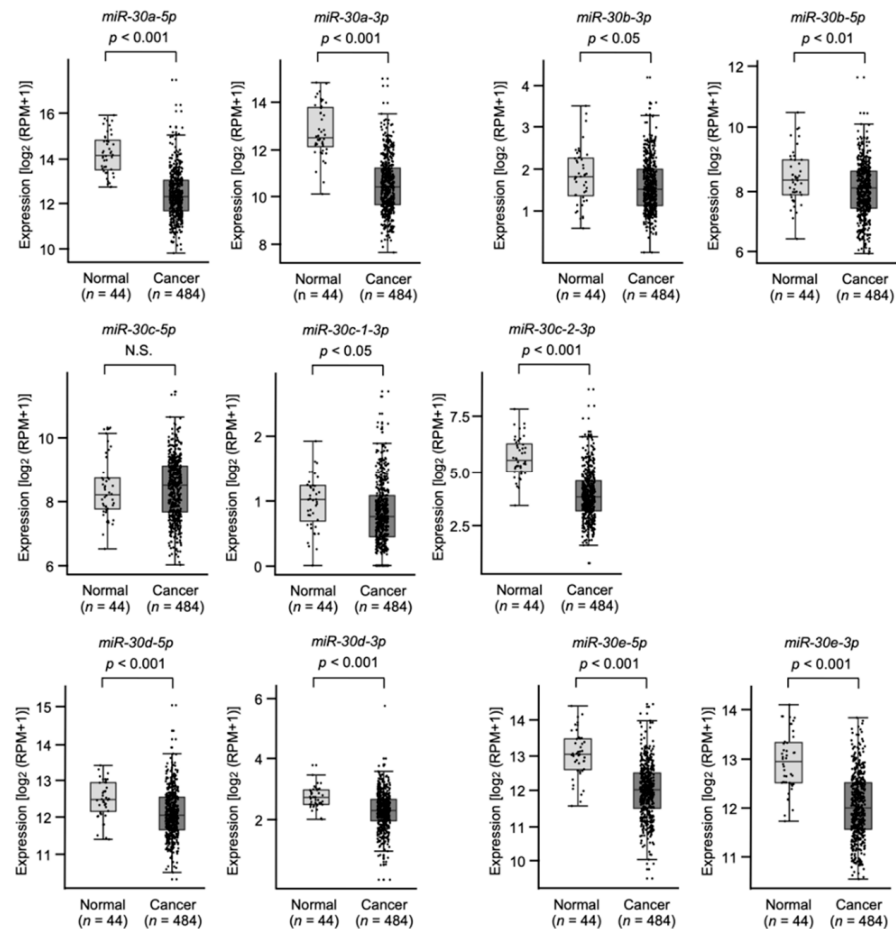 miR-30a-5p
p < 0.001
Expression [log2 (RPM+1)]
16
14
12
10
Normal
(n = 44)
Cancer
(n = 484)
miR-30a-3p
p < 0.001
Expression [log2 (RPM+1)]
14
12
10
8
Normal
(n = 44)
Cancer
(n = 484)
miR-30b-3p
p < 0.05
Expression [log2 (RPM+1)]
4
3
2
1
Normal
(n = 44)
Cancer
(n = 484)
miR-30b-5p
p < 0.01
Expression [log2 (RPM+1)]
12
10
8
6
Normal
(n = 44)
Cancer
(n = 484)
miR-30c-5p
N.S.
Expression [log2 (RPM+1)]
10
8
6
Normal
(n = 44)
Cancer
(n = 484)
miR-30c-1-3p
p < 0.05
Expression [log2 (RPM+1)]
2
1
0
Normal
(n = 44)
Cancer
(n = 484)
miR-30c-2-3p
p < 0.001
Expression [log2 (RPM+1)]
7.5
5.0
2.5
Normal
(n = 44)
Cancer
(n = 484)
miR-30d-5p
p < 0.001
Expression [log2 (RPM+1)]
15
14
13
12
11
Normal
(n = 44)
Cancer
(n = 484)
miR-30d-3p
p < 0.001
Expression [log2 (RPM+1)]
6
4
2
Normal
(n = 44)
Cancer
(n = 484)
miR-30e-5p
p < 0.001
Expression [log2 (RPM+1)]
14
13
12
11
10
Normal
(n = 44)
Cancer
(n = 484)
miR-30e-3p
p < 0.001
Expression [log2 (RPM+1)]
14
13
12
11
Normal
(n = 44)
Cancer
(n = 484)